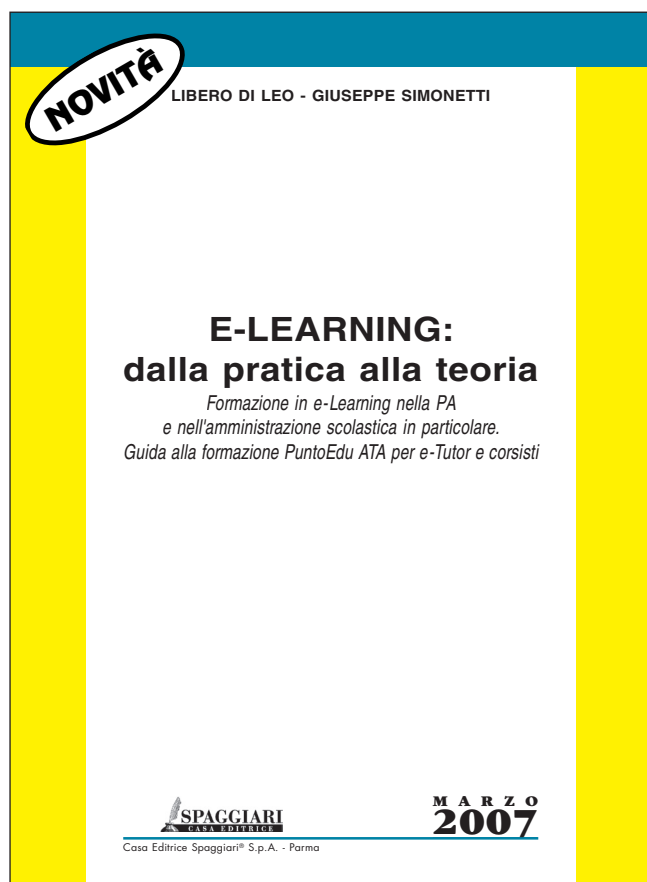 NOVITÀ
LIBERO DI LEO - GIUSEPPE SIMONETTI
E-LEARNING:
dalla pratica alla teoria
Formazione in e-Learning nella PA
e nell'amministrazione scolastica in particolare.
Guida alla formazione PuntoEdu ATA per e-Tutor e corsisti
SPAGGIARI
CASA EDITRICE
MARZO
2007
Casa Editrice Spaggiari® S.p.A. - Parma